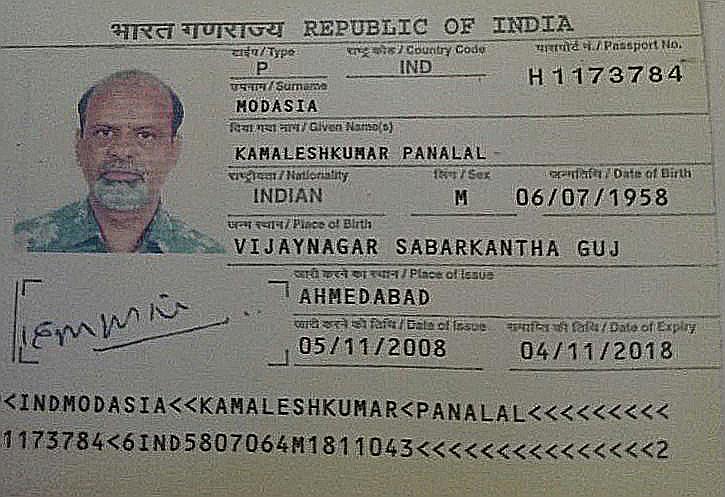 भारत गणराज्य REPUBLIC OF INDIA
टाईप / Type
P
राष्ट्र कोड / Country Code
IND
पासपोर्ट नं. / Passport No.
H1173784
उपनाम / Surname
MODASIA
दिया गया नाम / Given Name(s)
KAMALESHKUMAR PANALAL
राष्ट्रीयता / Nationality
INDIAN
लिंग / Sex
M
जन्मतिथि / Date of Birth
06/07/1958
जन्म स्थान / Place of Birth
VIJAYNAGAR SABARKANTHA GUJ
जारी करने का स्थान / Place of Issue
AHMEDABAD
जारी करने की तिथि / Date of Issue
05/11/2008
समाप्ति की तिथि / Date of Expiry
04/11/2018
<INDMODASIA<<KAMALESHKUMAR<PANALAL<<<<<<<<<
1173784<6IND5807064M1811043<<<<<<<<<<<<<<<2